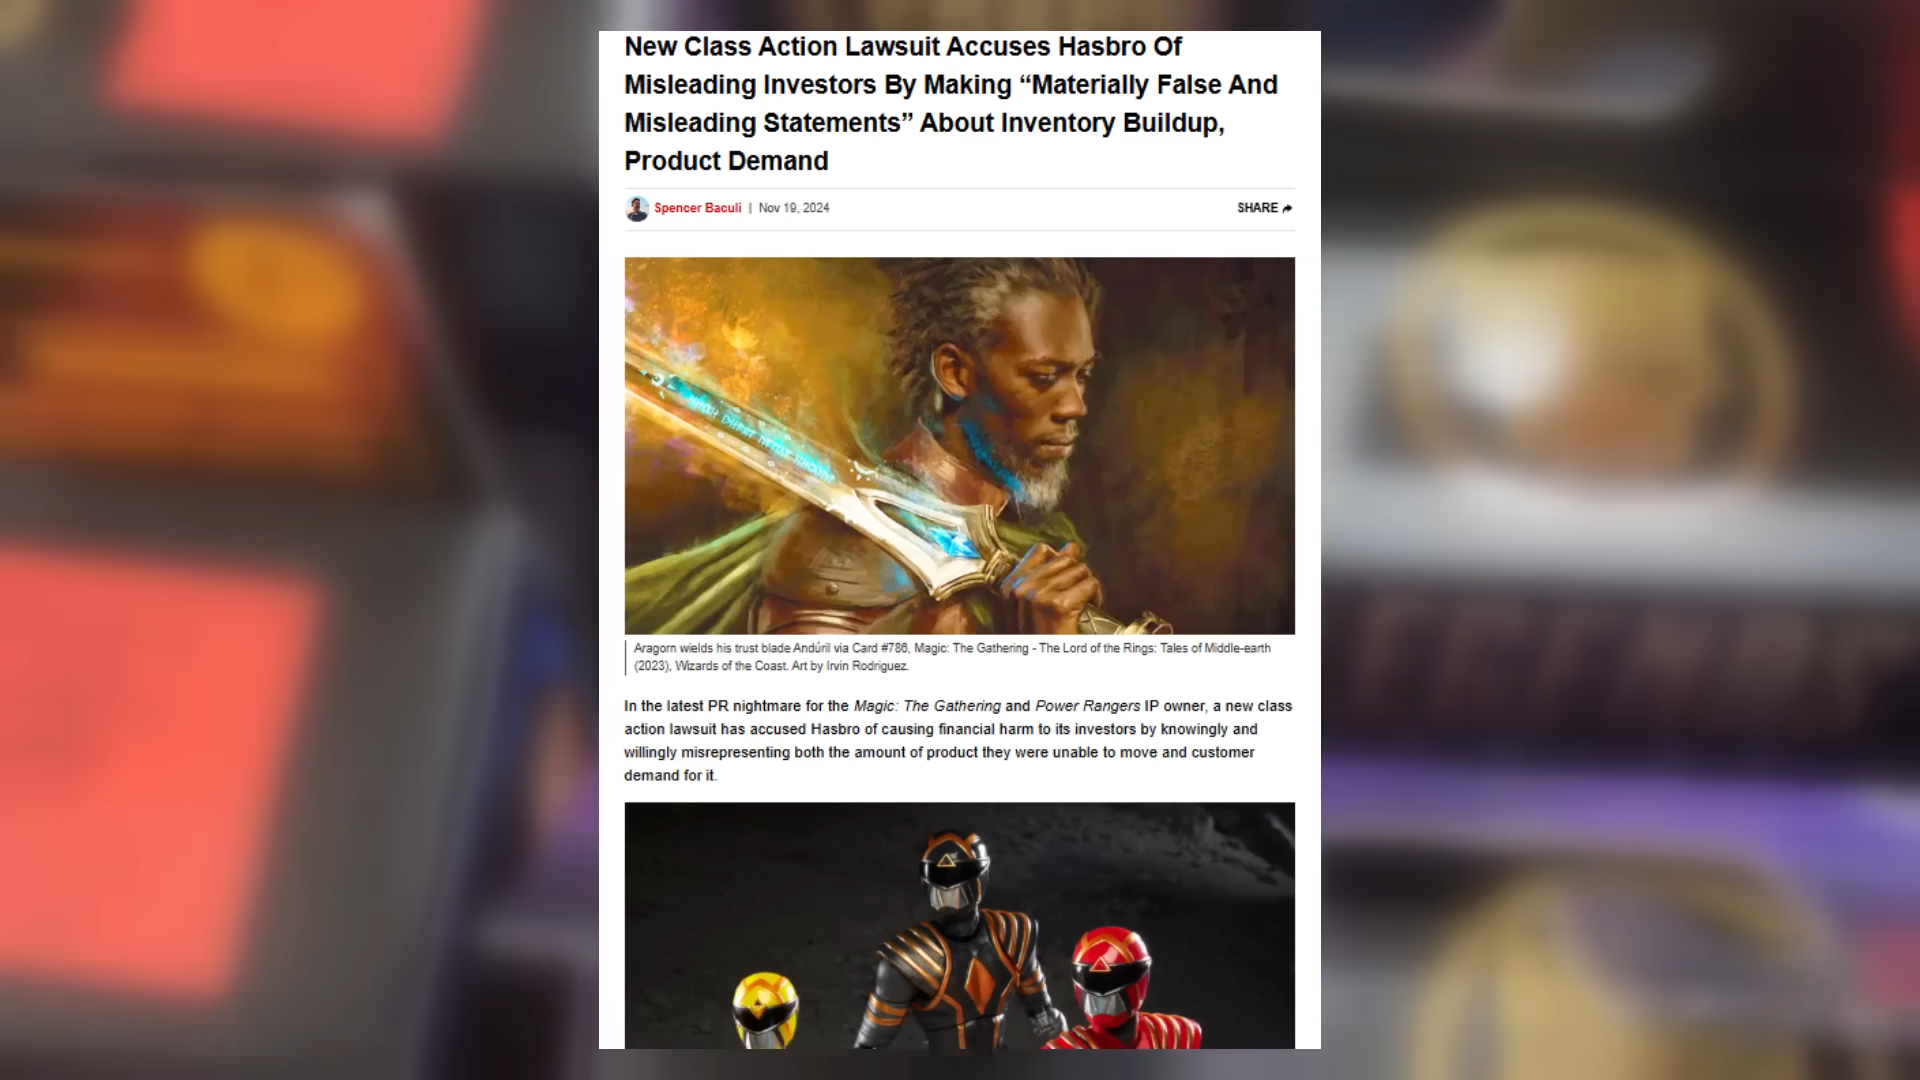 New Class Action Lawsuit Accuses Hasbro Of
Misleading Investors By Making “Materially False And
Misleading Statements” About Inventory Buildup,
Product Demand
Spencer Baculi | Nov 19, 2024
SHARE
Aragorn wields his trust blade Andúril via Card #786, Magic: The Gathering - The Lord of the Rings: Tales of Middle-earth
(2023), Wizards of the Coast. Art by Irvin Rodriguez.
In the latest PR nightmare for the Magic: The Gathering and Power Rangers IP owner, a new class
action lawsuit has accused Hasbro of causing financial harm to its investors by knowingly and
willingly misrepresenting both the amount of product they were unable to move and customer
demand for it.